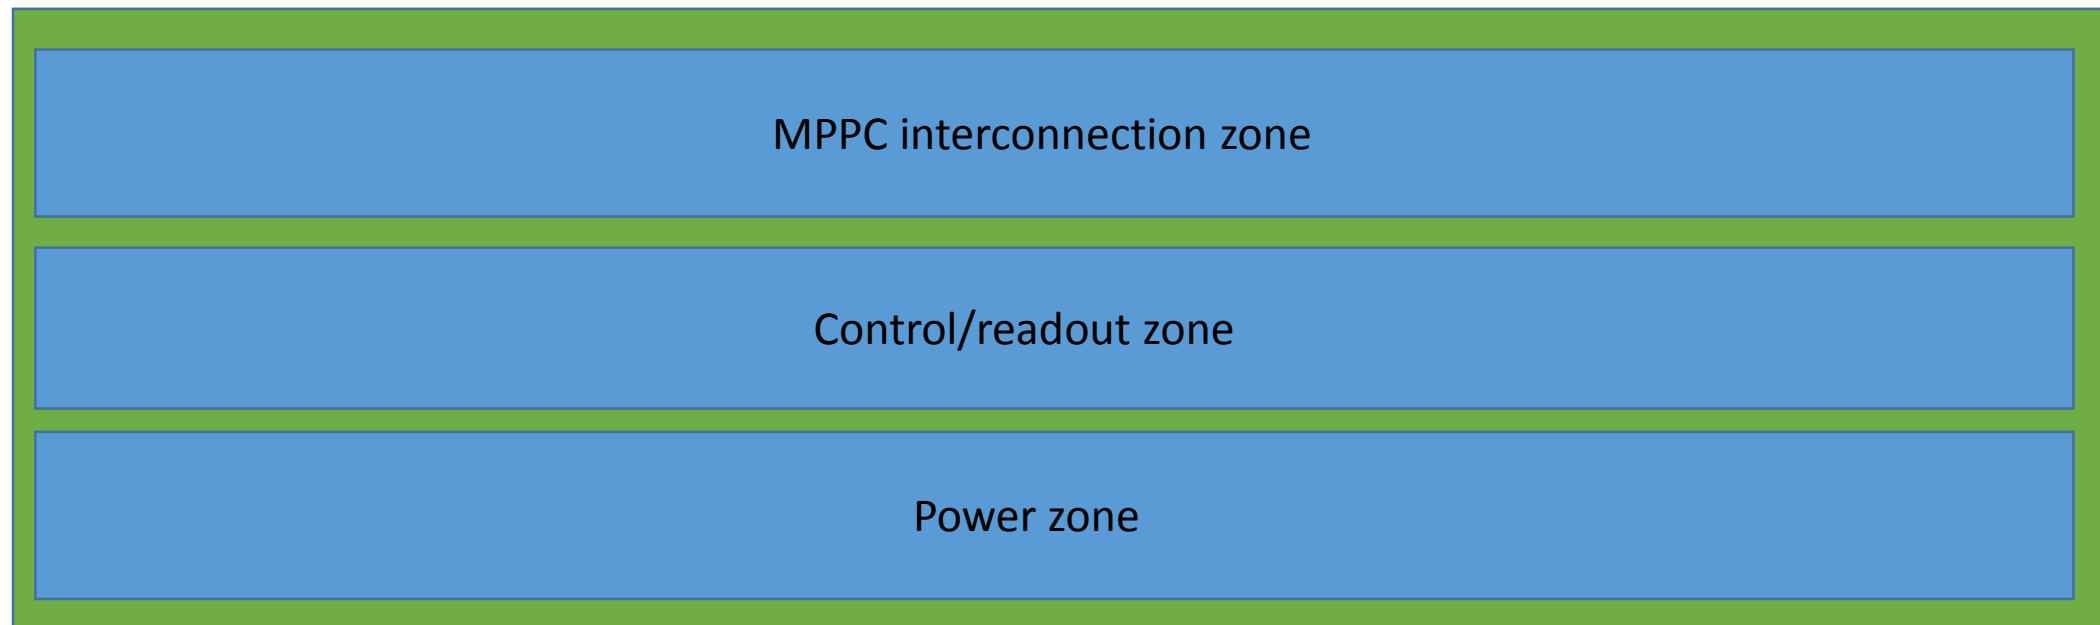 MPPC interconnection zone
Control/readout zone
Power zone